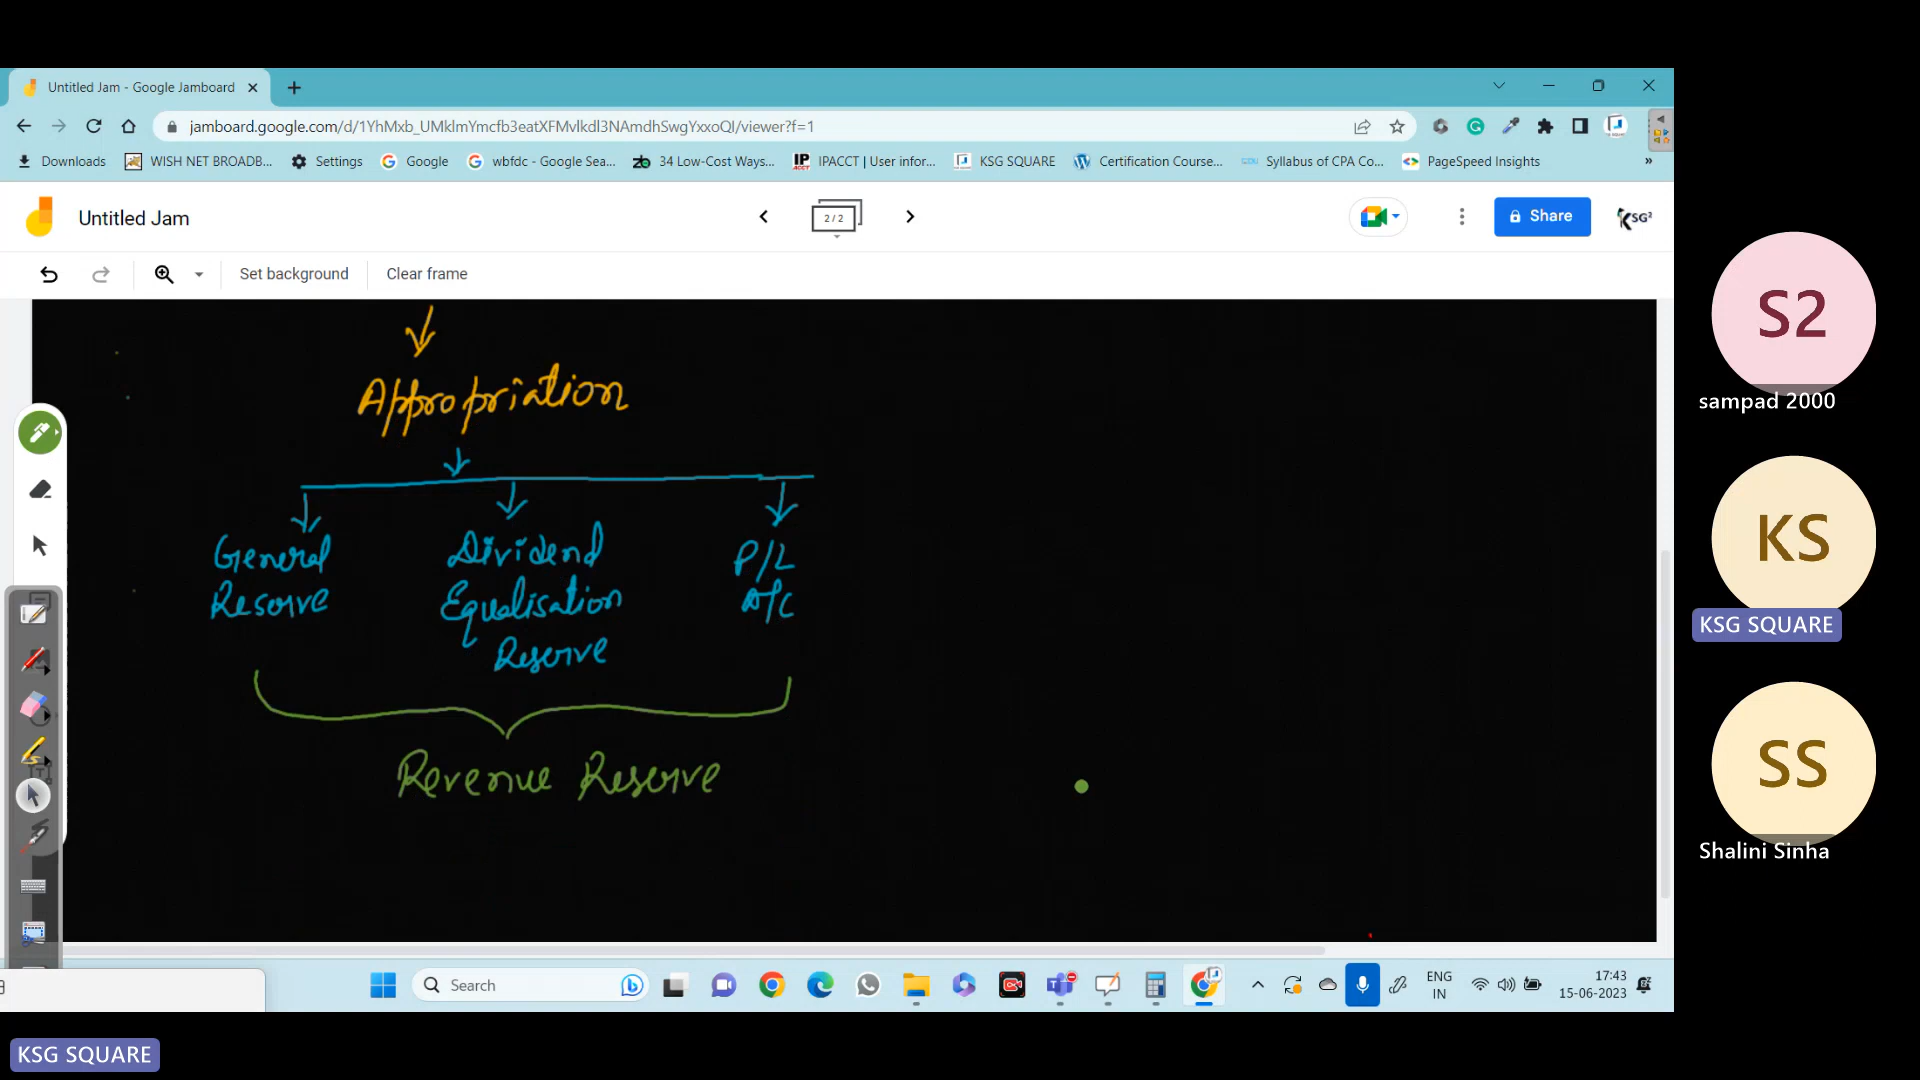 Untitled Jam - Google Jamboard
jamboard.google.com/d/1YhMxb_UMklmYmcfb3eatXFMvlkdl3NAmdhSwgYxxoQI/viewer?f=1
Downloads WISH NET BROADB... Settings Google wbfdc - Google Sea... 34 Low-Cost Ways... IPACCT | User infor... KSG SQUARE Certification Course... Syllabus of CPA Co... PageSpeed Insights »
Untitled Jam
2 / 2
Share
KSG²
Set background
Clear frame
Appropriation
General
Reserve
Dividend
Equalisation
Reserve
P/L
A/C
Revenue Reserve
S2
sampad 2000
KS
KSG SQUARE
SS
Shalini Sinha
Search
ENG
IN
17:43
15-06-2023
KSG SQUARE